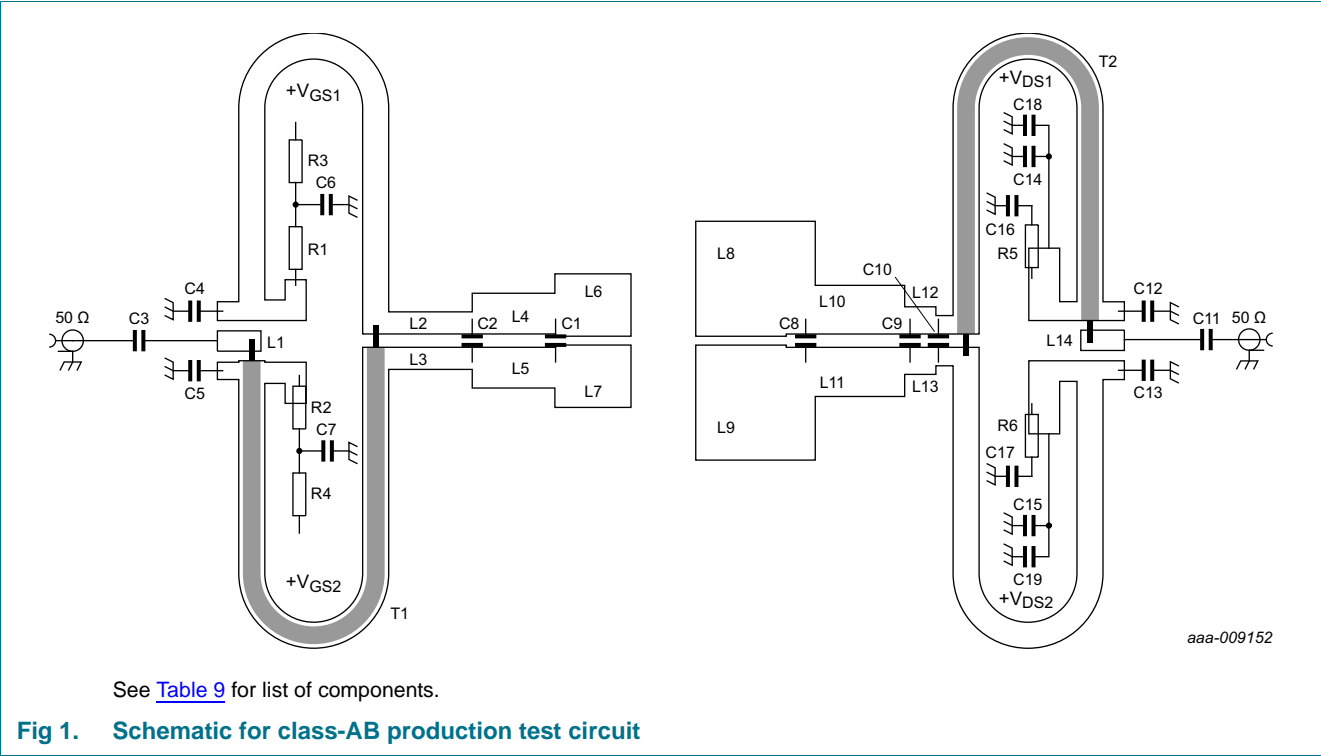 T2
+VGS1
+VDS1
C18
R3
C6
C14
C16
R1
R5
L8
C10
C4
L6
L10
L12
C12
50 Ω
C3
L2
C2
L4
C1
C8
C9
C11
50 Ω
L1
L14
L3
L5
C5
L7
L11
L13
C13
R2
C7
L9
R6
C17
R4
C15
+VGS2
C19
+VDS2
T1
aaa-009152
See Table 9 for list of components.
Fig 1. Schematic for class-AB production test circuit